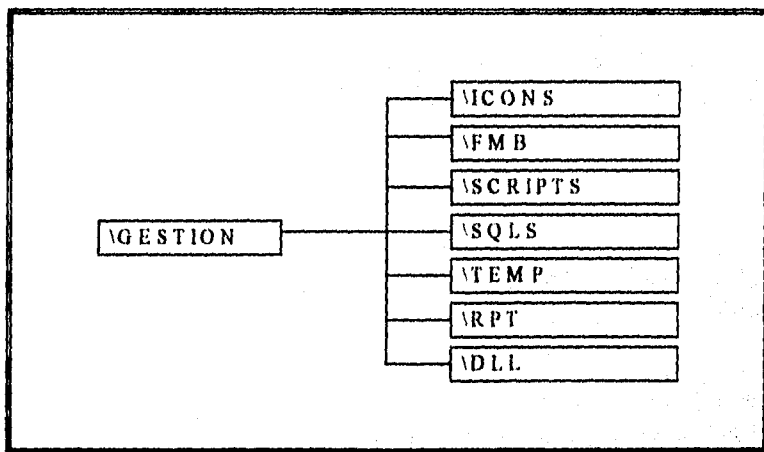 \ICONS
\FMB
\SCRIPTS
\GESTION
\SQLS
\TEMP
\RPT
\DLL